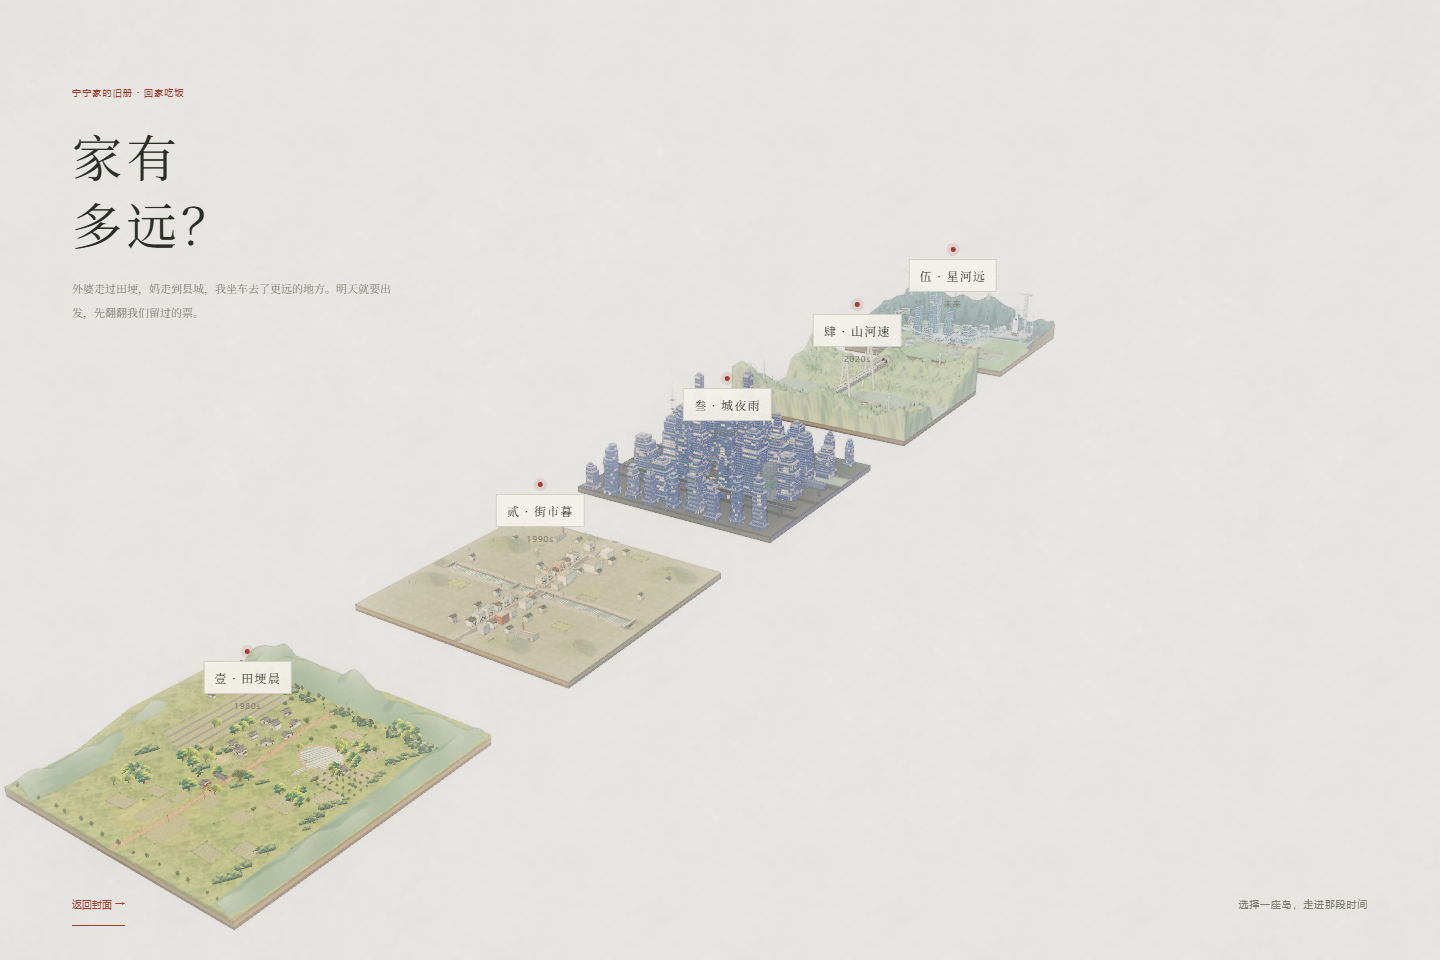 宁宁家的旧册 · 回家吃饭
家有
多远？
外婆走过田埂，妈走到县城，我坐车去了更远的地方。明天就要出
发，先翻翻我们留过的票。
伍 · 星河远
未来
肆 · 山河速
2020s
叁 · 城夜雨
贰 · 街市暮
1990s
壹 · 田埂晨
1980s
返回封面 →
选择一座岛，走进那段时间